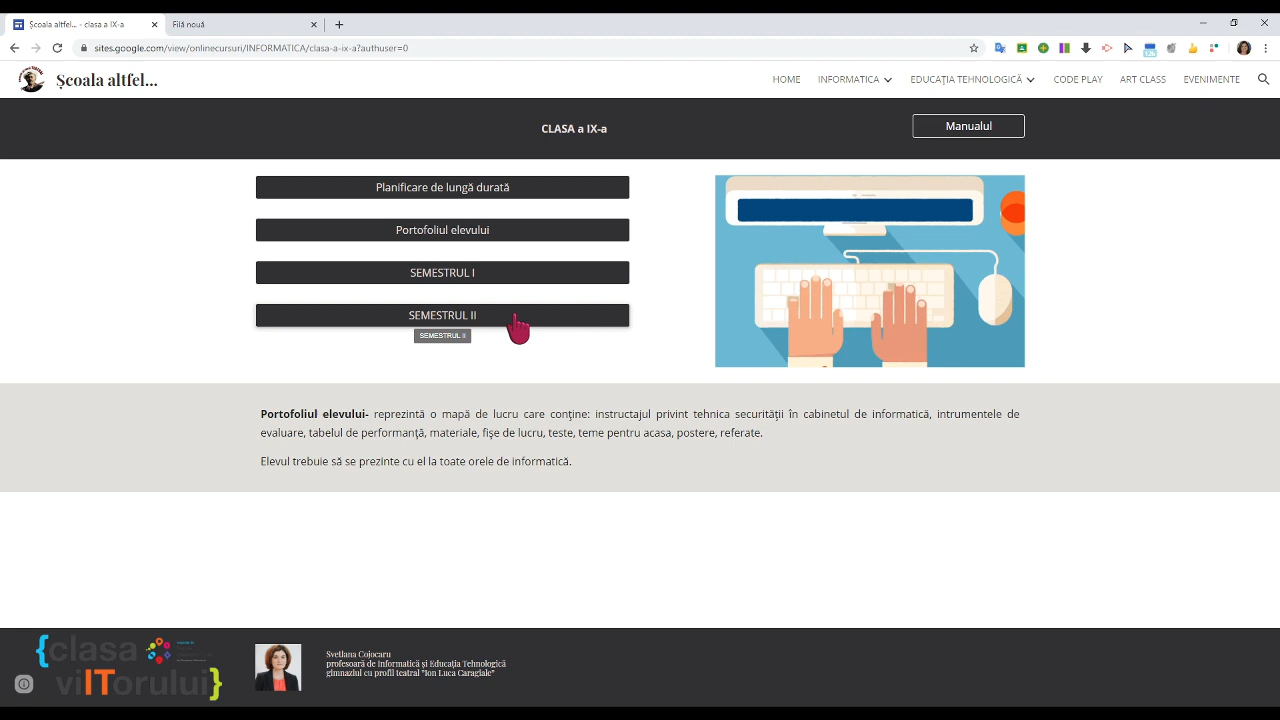 Școala altfel... - clasa a IX-a
Filă nouă
sites.google.com/view/onlinecursuri/INFORMATICA/clasa-a-ix-a?authuser=0
Școala altfel...
HOME INFORMATICA EDUCAȚIA TEHNOLOGICĂ CODE PLAY ART CLASS EVENIMENTE
CLASA a IX-a
Manualul
Planificare de lungă durată
Portofoliul elevului
SEMESTRUL I
SEMESTRUL II
SEMESTRUL II
Portofoliul elevului- reprezintă o mapă de lucru care conține: instructajul privint tehnica securității în cabinetul de informatică, intrumentele de
evaluare, tabelul de performanță, materiale, fișe de lucru, teste, teme pentru acasa, postere, referate.
Elevul trebuie să se prezinte cu el la toate orele de informatică.
{clasa
viITorului}
Svetlana Cojocaru
profesoară de Informatică și Educația Tehnologică
gimnaziul cu profil teatral "Ion Luca Caragiale"